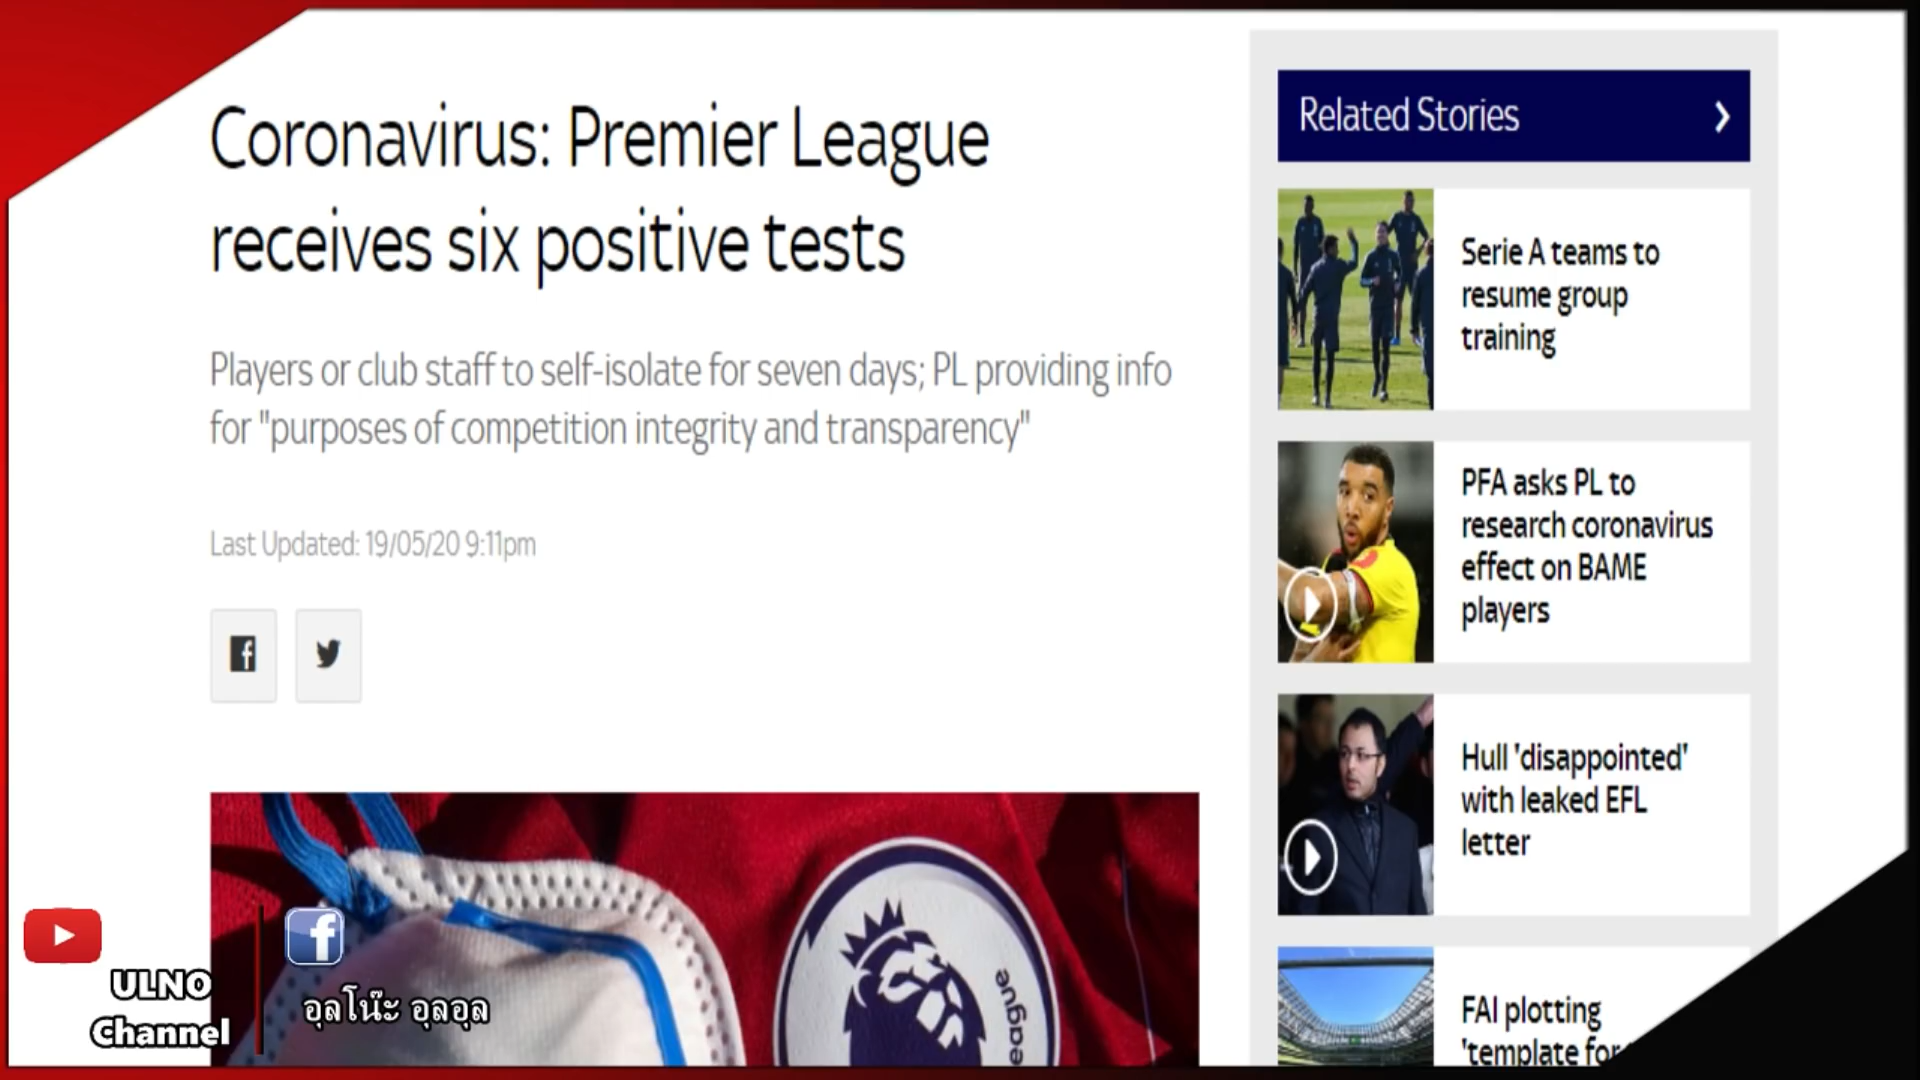 Coronavirus: Premier League
receives six positive tests
Players or club staff to self-isolate for seven days; PL providing info
for "purposes of competition integrity and transparency"
Last Updated: 19/05/20 9:11pm
Related Stories
Serie A teams to
resume group
training
PFA asks PL to
research coronavirus
effect on BAME
players
Hull 'disappointed'
with leaked EFL
letter
FAI plotting
'template for
eague
ULNO
Channel
อุลโน๊ะ อุลอุล